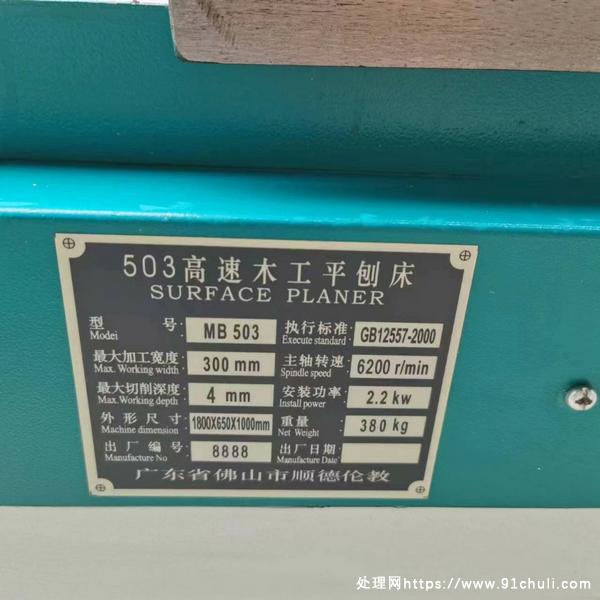 503高速木工平刨床
SURFACE PLANER
型 号: MB 503 执行标准: GB12557-2000
Modei Execute standard
最大加工宽度: 300 mm 主轴转速: 6200 r/min
Max. Working width Spindle speed
最大切削深度: 4 mm 安装功率: 2.2 kw
Max. Working depth Install power
外形尺寸: 1800X650X1000mm 重量: 380 kg
Machine dimension Net Weight
出厂编号: 8888 出厂日期:
Manufacture No Manufacture Date
广东省佛山市顺德伦教
处理网https://www.91chuli.com/